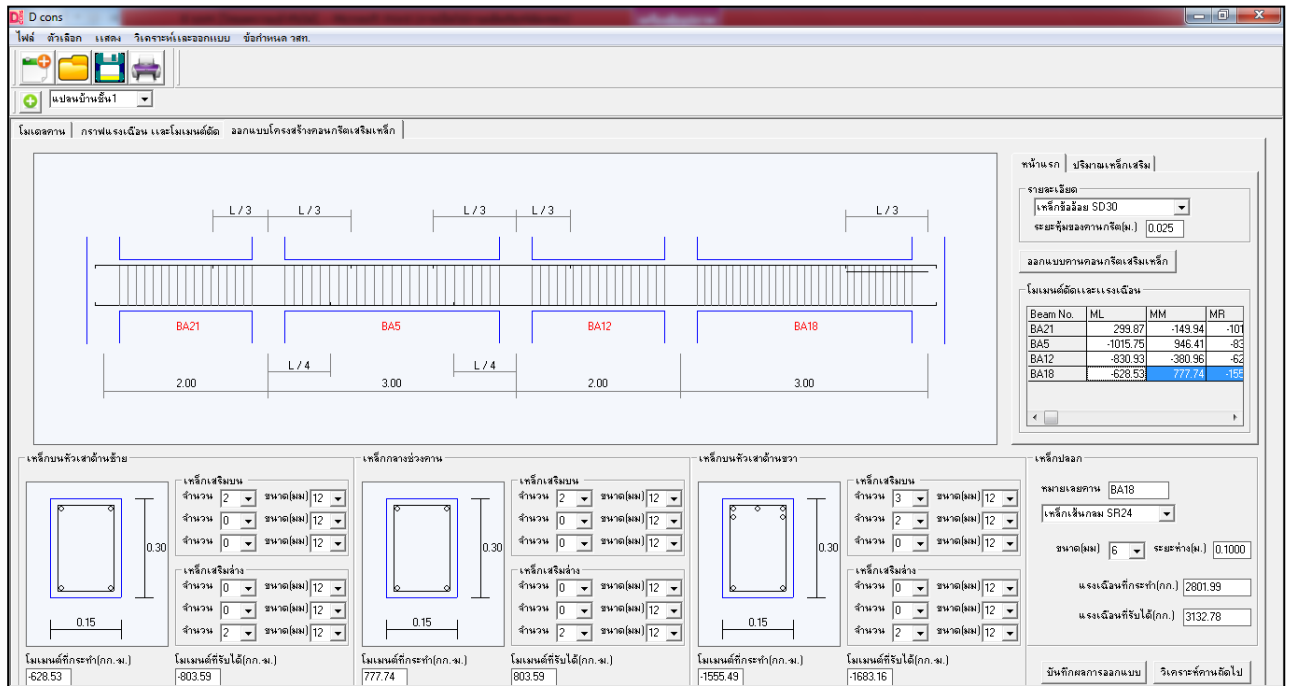 D cons
ไฟล์ ตัวเลือก แสดง วิเคราะห์และออกแบบ ข้อกำหนด วสท.
แปลนบ้านชั้น1
โมเดลคาน กราฟแรงเฉือน และโมเมนต์ดัด ออกแบบโครงสร้างคอนกรีตเสริมเหล็ก
L / 3 L / 3 L / 3 L / 3 L / 3
BA21 BA5 BA12 BA18
L / 4 L / 4
2.00 3.00 2.00 3.00
หน้าแรก ปริมาณเหล็กเสริม
รายละเอียด
เหล็กข้ออ้อย SD30
ระยะหุ้มของคานกรีต(ม.) 0.025
ออกแบบคานคอนกรีตเสริมเหล็ก
โมเมนต์ดัดและแรงเฉือน
Beam No. ML MM MR
BA21 299.87 -149.94 -101
BA5 -1015.75 946.41 -83
BA12 -830.93 -380.96 -62
BA18 -628.53 777.74 -155
เหล็กบนหัวเสาด้านซ้าย
เหล็กเสริมบน
จำนวน 2 ขนาด(มม) 12
จำนวน 0 ขนาด(มม) 12
จำนวน 0 ขนาด(มม) 12
0.30
เหล็กเสริมล่าง
จำนวน 0 ขนาด(มม) 12
จำนวน 0 ขนาด(มม) 12
จำนวน 2 ขนาด(มม) 12
0.15
โมเมนต์ที่กระทำ(กก.-ม.) โมเมนต์ที่รับได้(กก.-ม.)
-628.53 -803.59
เหล็กกลางช่วงคาน
เหล็กเสริมบน
จำนวน 2 ขนาด(มม) 12
จำนวน 0 ขนาด(มม) 12
จำนวน 0 ขนาด(มม) 12
0.30
เหล็กเสริมล่าง
จำนวน 0 ขนาด(มม) 12
จำนวน 0 ขนาด(มม) 12
จำนวน 2 ขนาด(มม) 12
0.15
โมเมนต์ที่กระทำ(กก.-ม.) โมเมนต์ที่รับได้(กก.-ม.)
777.74 803.59
เหล็กบนหัวเสาด้านขวา
เหล็กเสริมบน
จำนวน 3 ขนาด(มม) 12
จำนวน 2 ขนาด(มม) 12
จำนวน 0 ขนาด(มม) 12
0.30
เหล็กเสริมล่าง
จำนวน 0 ขนาด(มม) 12
จำนวน 0 ขนาด(มม) 12
จำนวน 2 ขนาด(มม) 12
0.15
โมเมนต์ที่กระทำ(กก.-ม.) โมเมนต์ที่รับได้(กก.-ม.)
-1555.49 -1683.16
เหล็กปลอก
หมายเลขคาน BA18
เหล็กเส้นกลม SR24
ขนาด(มม) 6 ระยะห่าง(ม.) 0.1000
แรงเฉือนที่กระทำ(กก.) 2801.99
แรงเฉือนที่รับได้(กก.) 3132.78
บันทึกผลการออกแบบ วิเคราะห์คานถัดไป